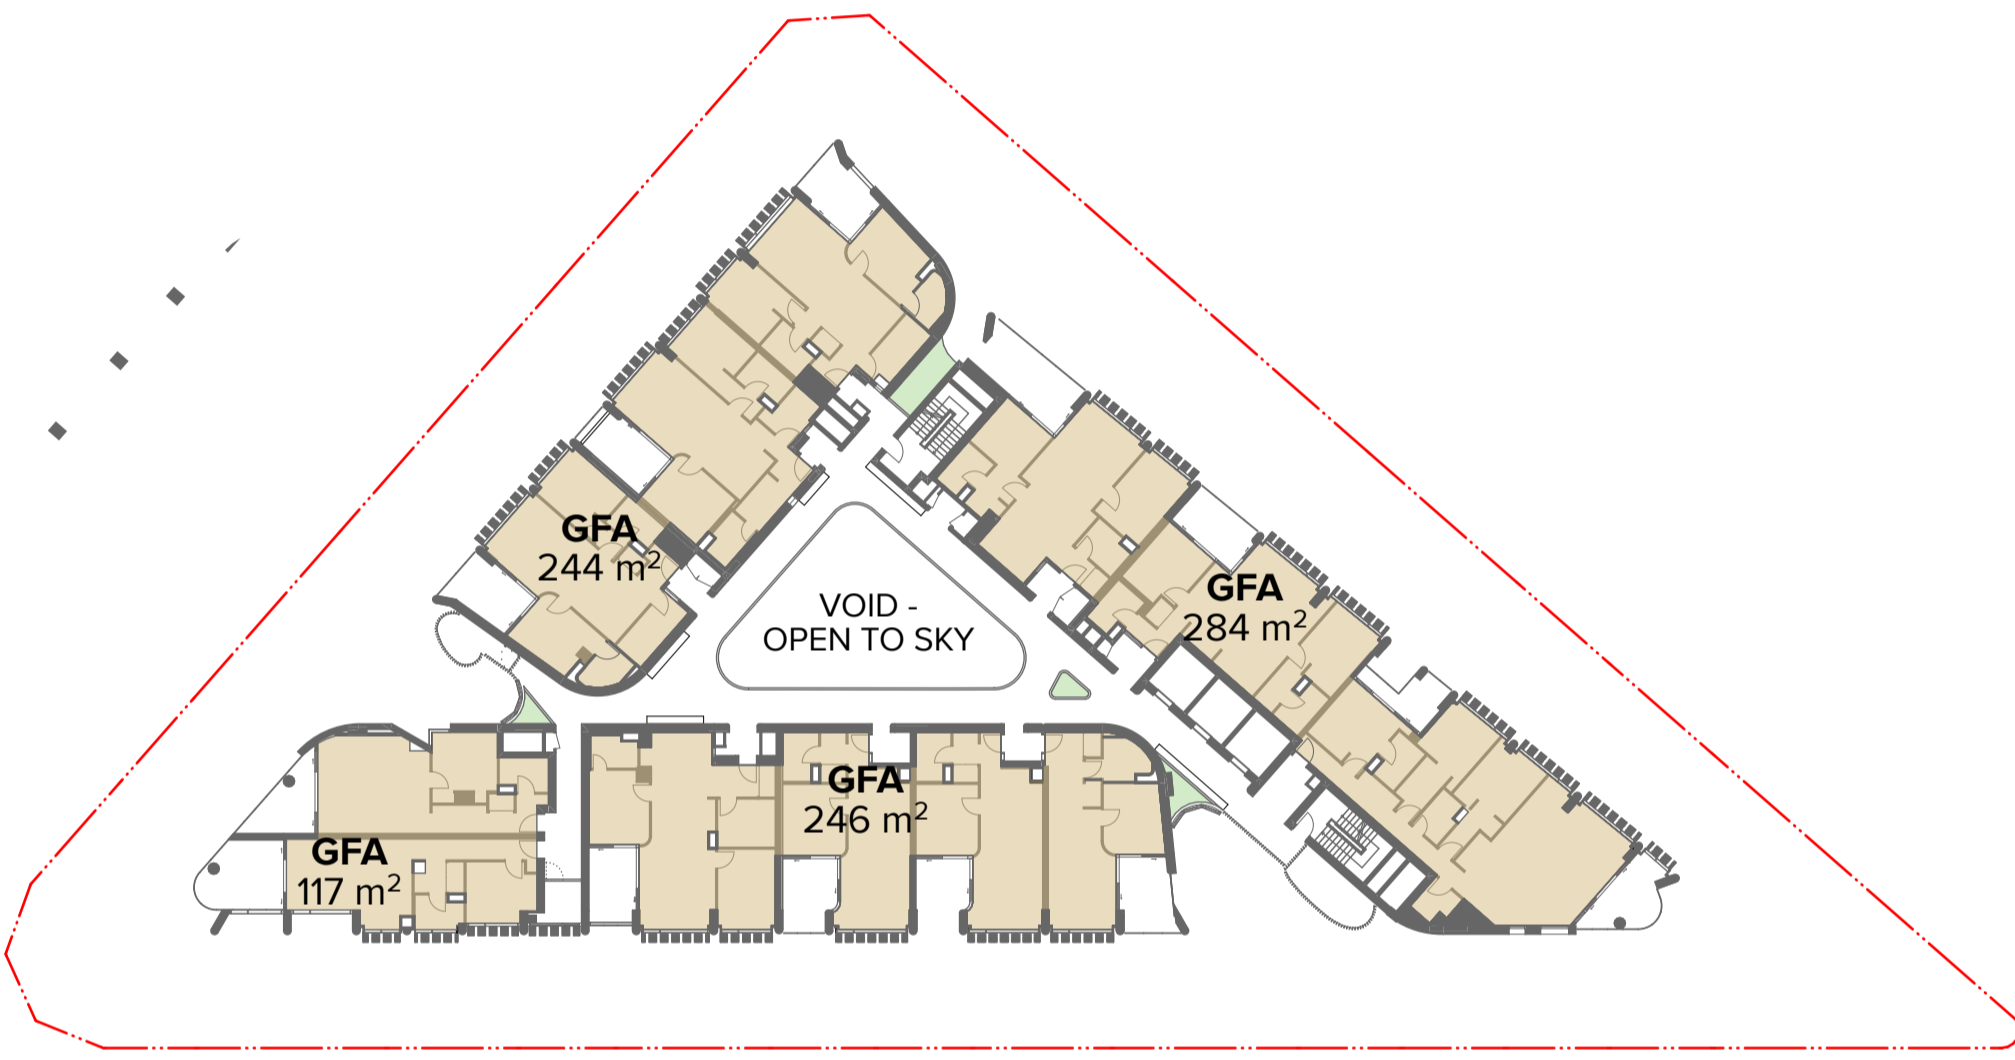 GFA
244 m²
VOID -
OPEN TO SKY
GFA
284 m²
GFA
246 m²
GFA
117 m²